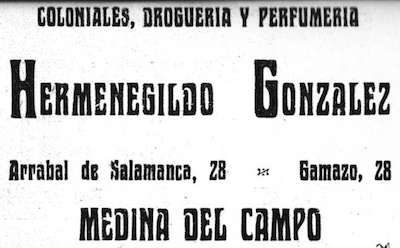 COLONIALES, DROGUERIA Y PERFUMERIA
HERMENEGILDO GONZALEZ
Arrabal de Salamanca, 28 Gamazo, 28
MEDINA DEL CAMPO